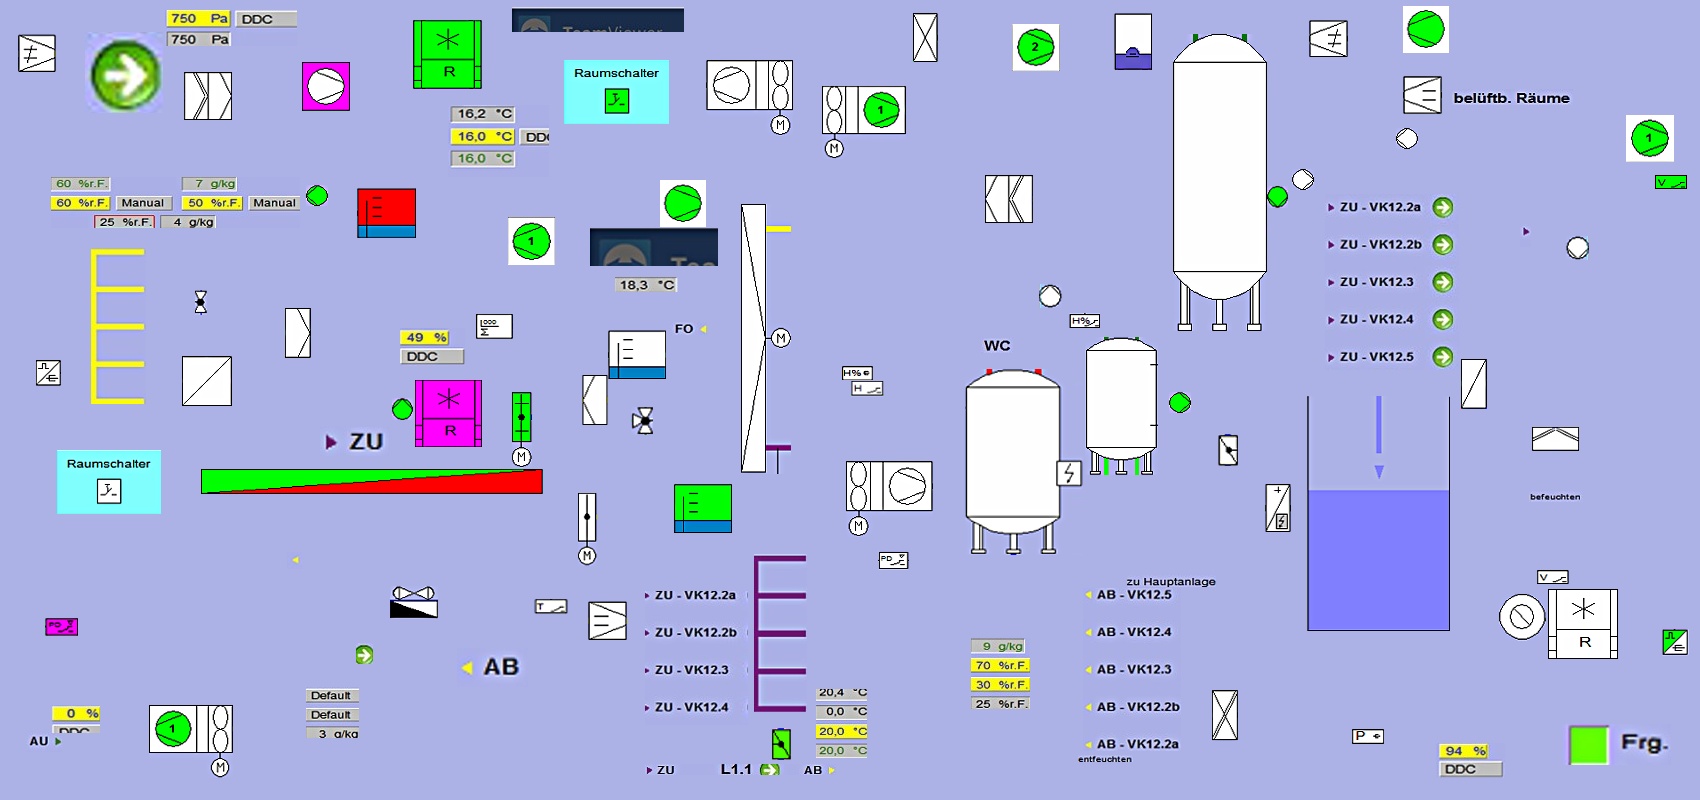 750 Pa DDC
750 Pa
TeamViewer
R
Raumschalter
16,2 °C
16,0 °C DDC
16,0 °C
M
1
M
2
belüftb. Räume
1
V
60 %r.F. 7 g/kg
60 %r.F. Manual 50 %r.F. Manual
25 %r.F. 4 g/kg
1
18,3 °C
ZU - VK12.2a
ZU - VK12.2b
ZU - VK12.3
ZU - VK12.4
ZU - VK12.5
FO
M
H%
WC
49 %
DDC
H%
H
R
ZU
M
Raumschalter
M
M
PD
befeuchten
T
V
R
PD
AB
ZU - VK12.2a
ZU - VK12.2b
ZU - VK12.3
ZU - VK12.4
zu Hauptanlage
AB - VK12.5
AB - VK12.4
AB - VK12.3
AB - VK12.2b
AB - VK12.2a
entfeuchten
9 g/kg
70 %r.F.
30 %r.F.
25 %r.F.
20,4 °C
0,0 °C
20,0 °C
20,0 °C
Default
Default
3 g/kg
0 %
DDC
AU
1
M
ZU L1.1 AB
P
94 %
DDC
Frg.